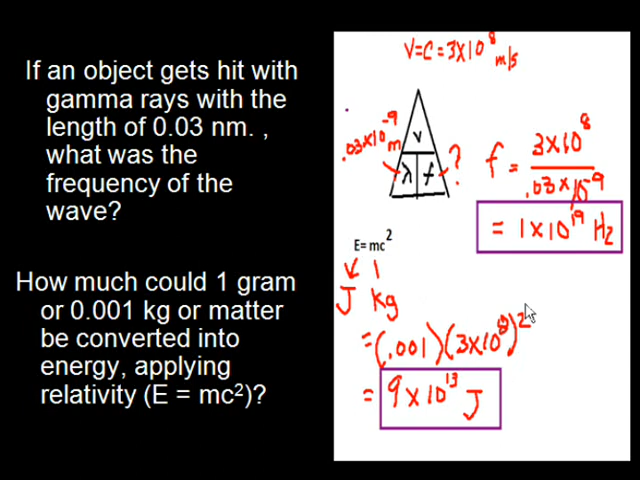 If an object gets hit with
gamma rays with the
length of 0.03 nm. ,
what was the
frequency of the
wave?
How much could 1 gram
or 0.001 kg or matter
be converted into
energy, applying
relativity (E = mc²)?
V=C=3X10⁸ m/s
.03X10⁻⁹ m
V
λ f
?
f = 3X10⁸
.03X10⁻⁹
= 1X10¹⁹ Hz
E= mc²
J Kg
=(.001)(3X10⁸)²
= 9X10¹³ J